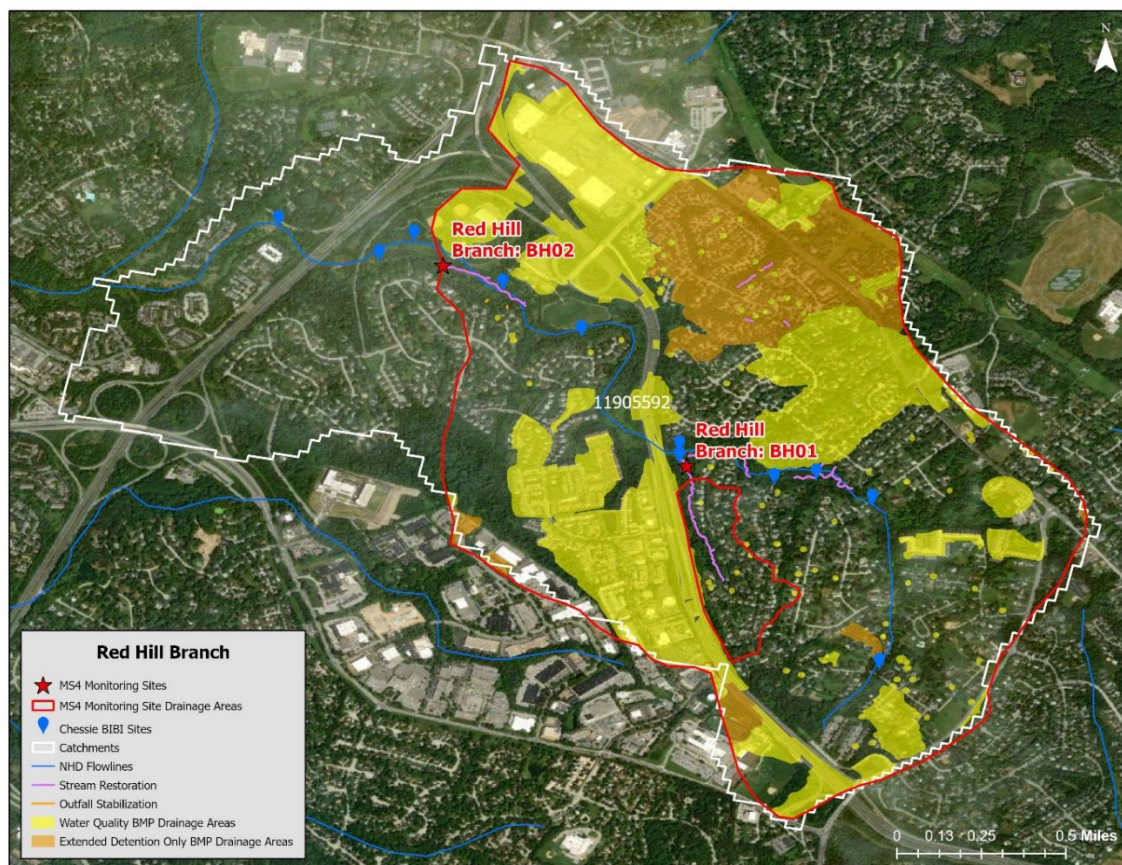 N
Red Hill
Branch: BH02
11905592
Red Hill
Branch: BH01
Red Hill Branch
MS4 Monitoring Sites
MS4 Monitoring Site Drainage Areas
Chessie BIBI Sites
Catchments
NHD Flowlines
Stream Restoration
Outfall Stabilization
Water Quality BMP Drainage Areas
Extended Detention Only BMP Drainage Areas
0 0.13 0.25 0.5 Miles